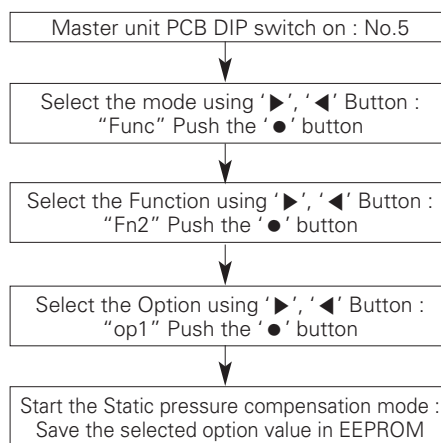 Master unit PCB DIP switch on : No.5
Select the mode using ‘▶’, ‘◀’ Button :
“Func” Push the ‘●’ button
Select the Function using ‘▶’, ‘◀’ Button :
“Fn2” Push the ‘●’ button
Select the Option using ‘▶’, ‘◀’ Button :
“op1” Push the ‘●’ button
Start the Static pressure compensation mode :
Save the selected option value in EEPROM